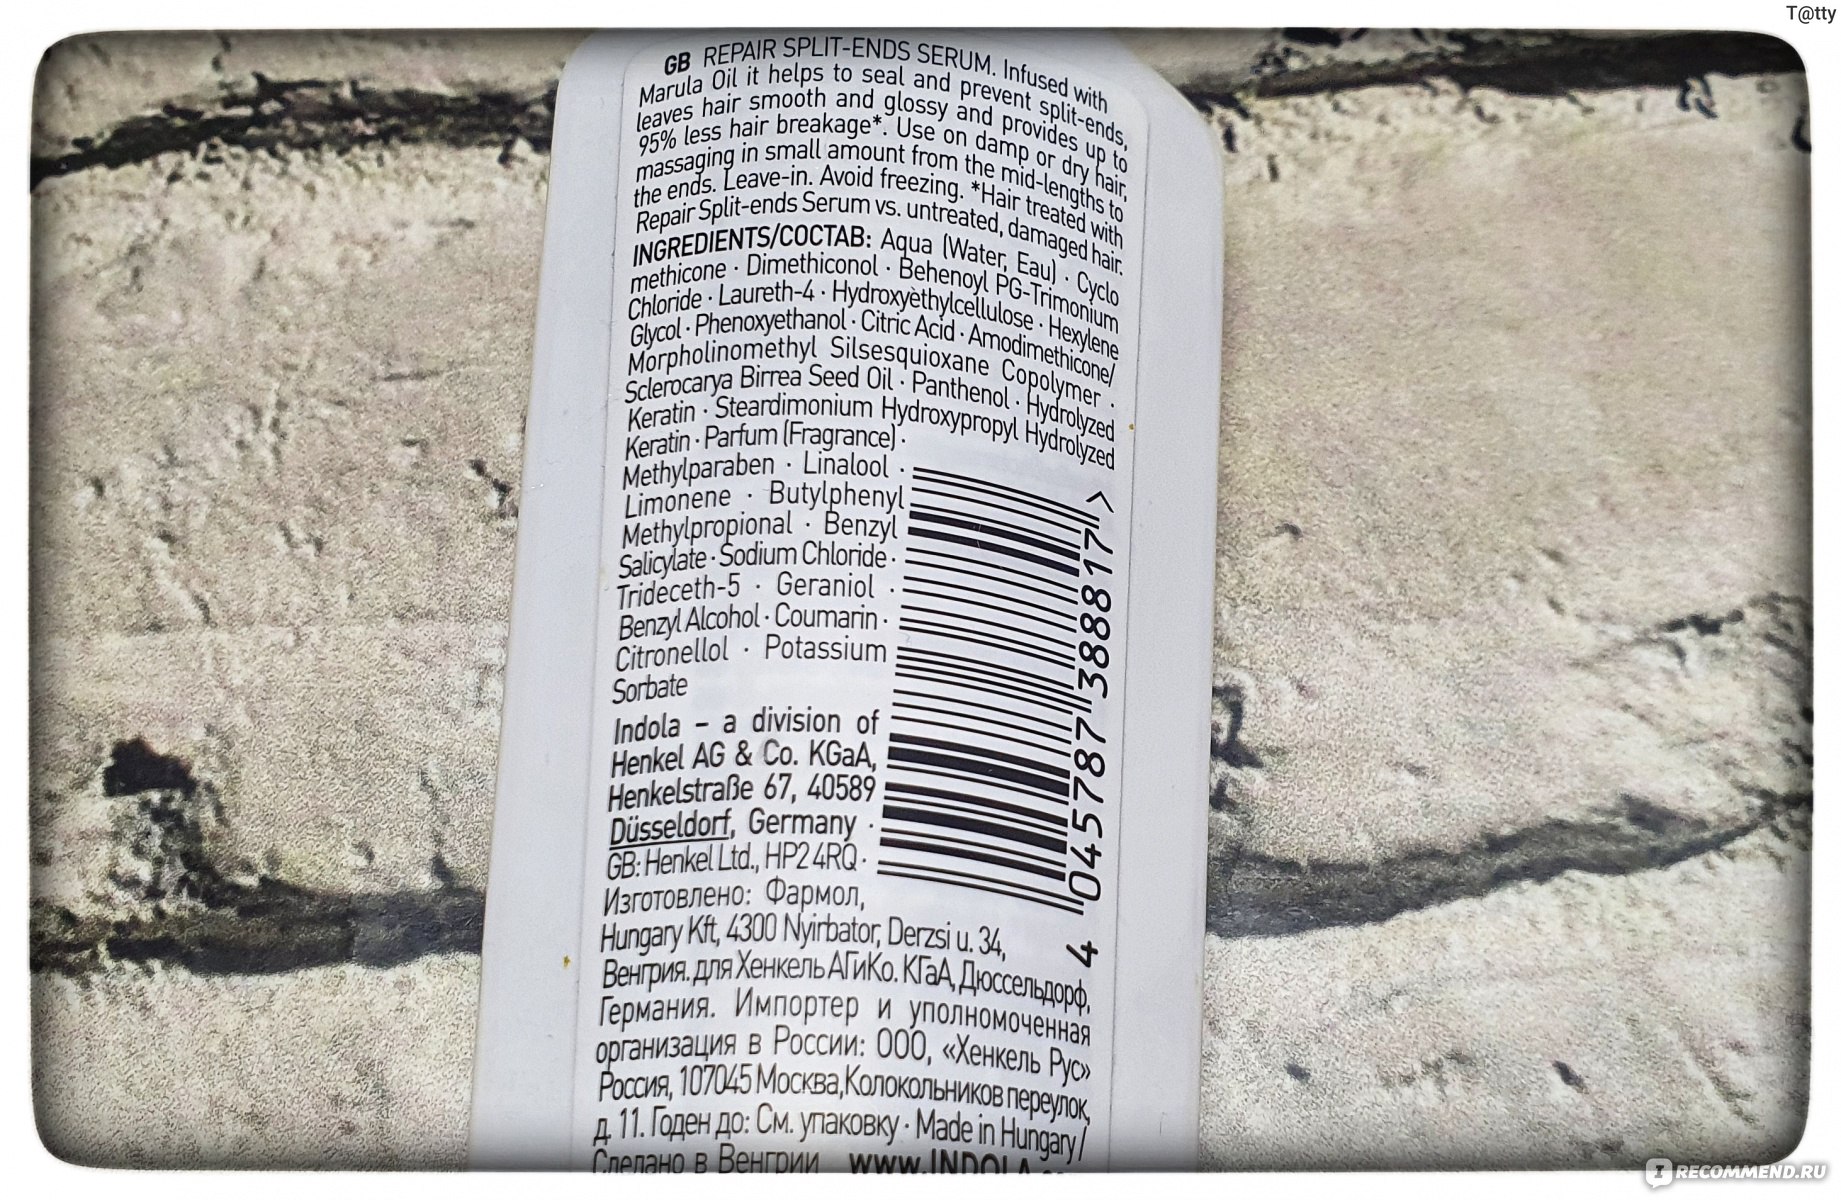 T@tty
GB REPAIR SPLIT-ENDS SERUM. Infused with
Marula Oil it helps to seal and prevent split-ends,
leaves hair smooth and glossy and provides up to
95% less hair breakage*. Use on damp or dry hair,
massaging in small amount from the mid-lengths to
the ends. Leave-in. Avoid freezing. *Hair treated with
Repair Split-ends Serum vs. untreated, damaged hair.
INGREDIENTS/СОСТАВ: Aqua (Water, Eau) · Cyclo
methicone · Dimethiconol · Behenoyl PG-Trimonium
Chloride · Laureth-4 · Hydroxyèthylcellulose · Hexylene
Glycol · Phenoxyethanol · Citric Acid · Amodimethicone/
Morpholinomethyl Silsesquioxane Copolymer ·
Sclerocarya Birrea Seed Oil · Panthenol · Hydrolyzed
Keratin · Steardimonium Hydroxypropyl Hydrolyzed
Keratin · Parfum (Fragrance) ·
Methylparaben · Linalool ·
Limonene · Butylphenyl
Methylpropional · Benzyl
Salicylate · Sodium Chloride ·
Trideceth-5 · Geraniol ·
Benzyl Alcohol · Coumarin ·
Citronellol · Potassium
Sorbate
Indola – a division of
Henkel AG & Co. KGaA,
Henkelstraße 67, 40589
Düsseldorf, Germany ·
GB: Henkel Ltd., HP2 4RQ ·
Изготовлено: Фармол,
Hungary Kft, 4300 Nyirbator, Derzsi u. 34,
Венгрия. для Хенкель АГиКо. КГаА, Дюссельдорф,
Германия. Импортер и уполномоченная
организация в России: ООО, «Хенкель Рус»
Россия, 107045 Москва, Колокольников переулок,
д. 11. Годен до: См. упаковку · Made in Hungary /
Сделано в Венгрии www.INDOLA
4 045787 388817 >
IRECOMMEND.RU